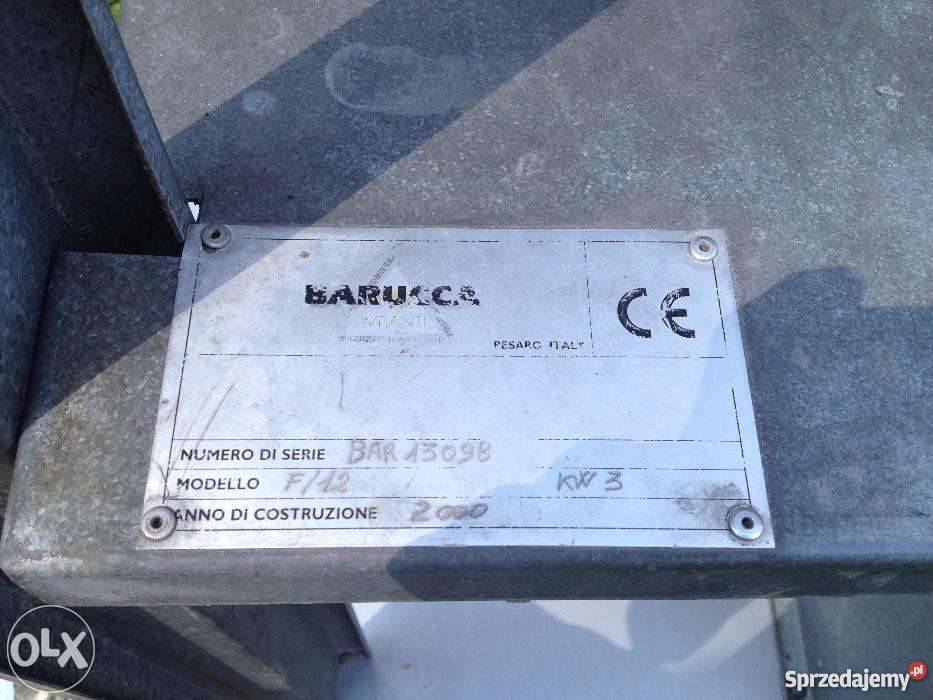 BARUCCA
IMPIANTI
PESARO ITALY
CE
NUMERO DI SERIE BAR 13098
MODELLO F/12 KW 3
ANNO DI COSTRUZIONE 2000
OLX
Sprzedajemy.pl